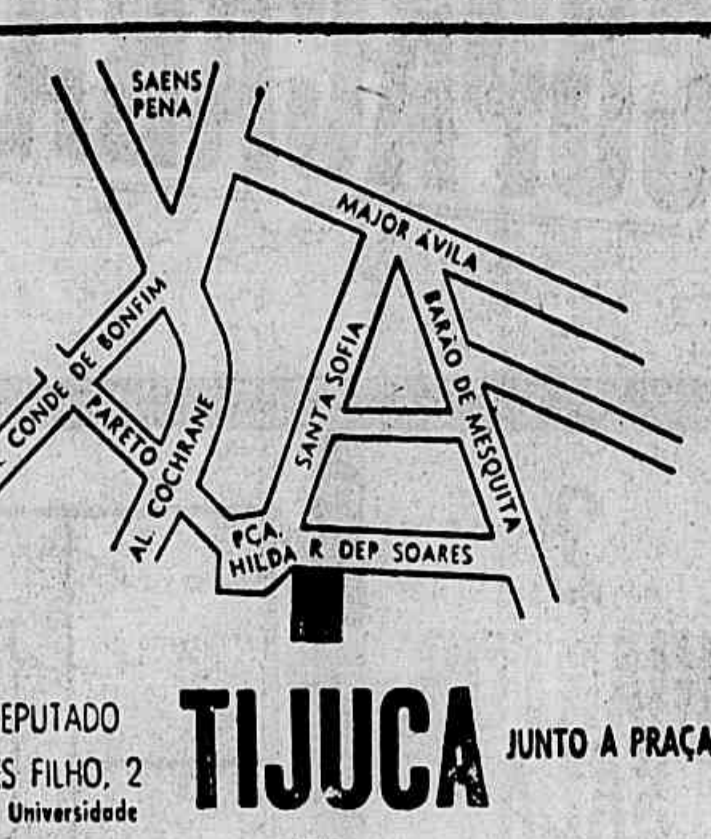 SAENS
PENA
MAJOR ÁVILA
CONDE DE BONFIM
BARÃO DE MESQUITA
SANTA SOFIA
PARETO
AL. COCHRANE
PCA.
HILDA
R DEP SOARES
EPUTADO
S FILHO, 2
Universidade
TIJUCA
JUNTO A PRAÇA